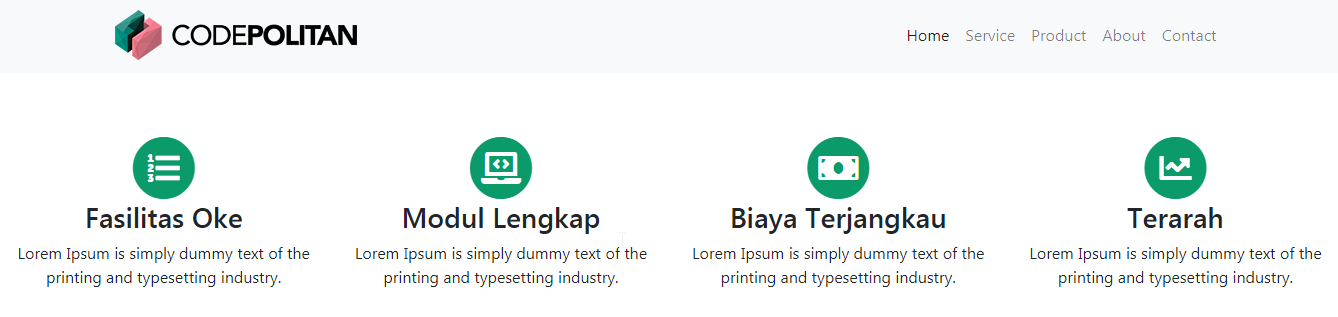 CODEPOLITAN
Home Service Product About Contact
1
2
3
Fasilitas Oke
Lorem Ipsum is simply dummy text of the
printing and typesetting industry.
Modul Lengkap
Lorem Ipsum is simply dummy text of the
printing and typesetting industry.
Biaya Terjangkau
Lorem Ipsum is simply dummy text of the
printing and typesetting industry.
Terarah
Lorem Ipsum is simply dummy text of the
printing and typesetting industry.